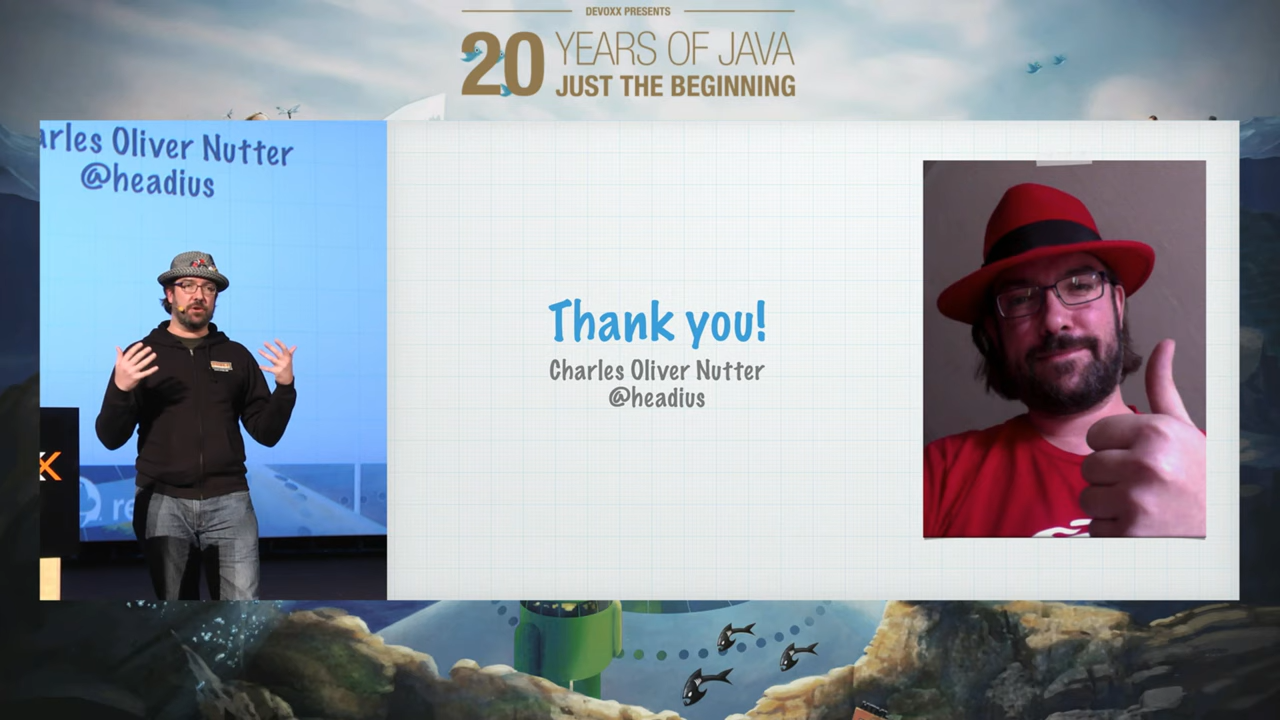 DEVOXX PRESENTS
20 YEARS OF JAVA
JUST THE BEGINNING
arles Oliver Nutter
@headius
Thank you!
Charles Oliver Nutter
@headius
X
re